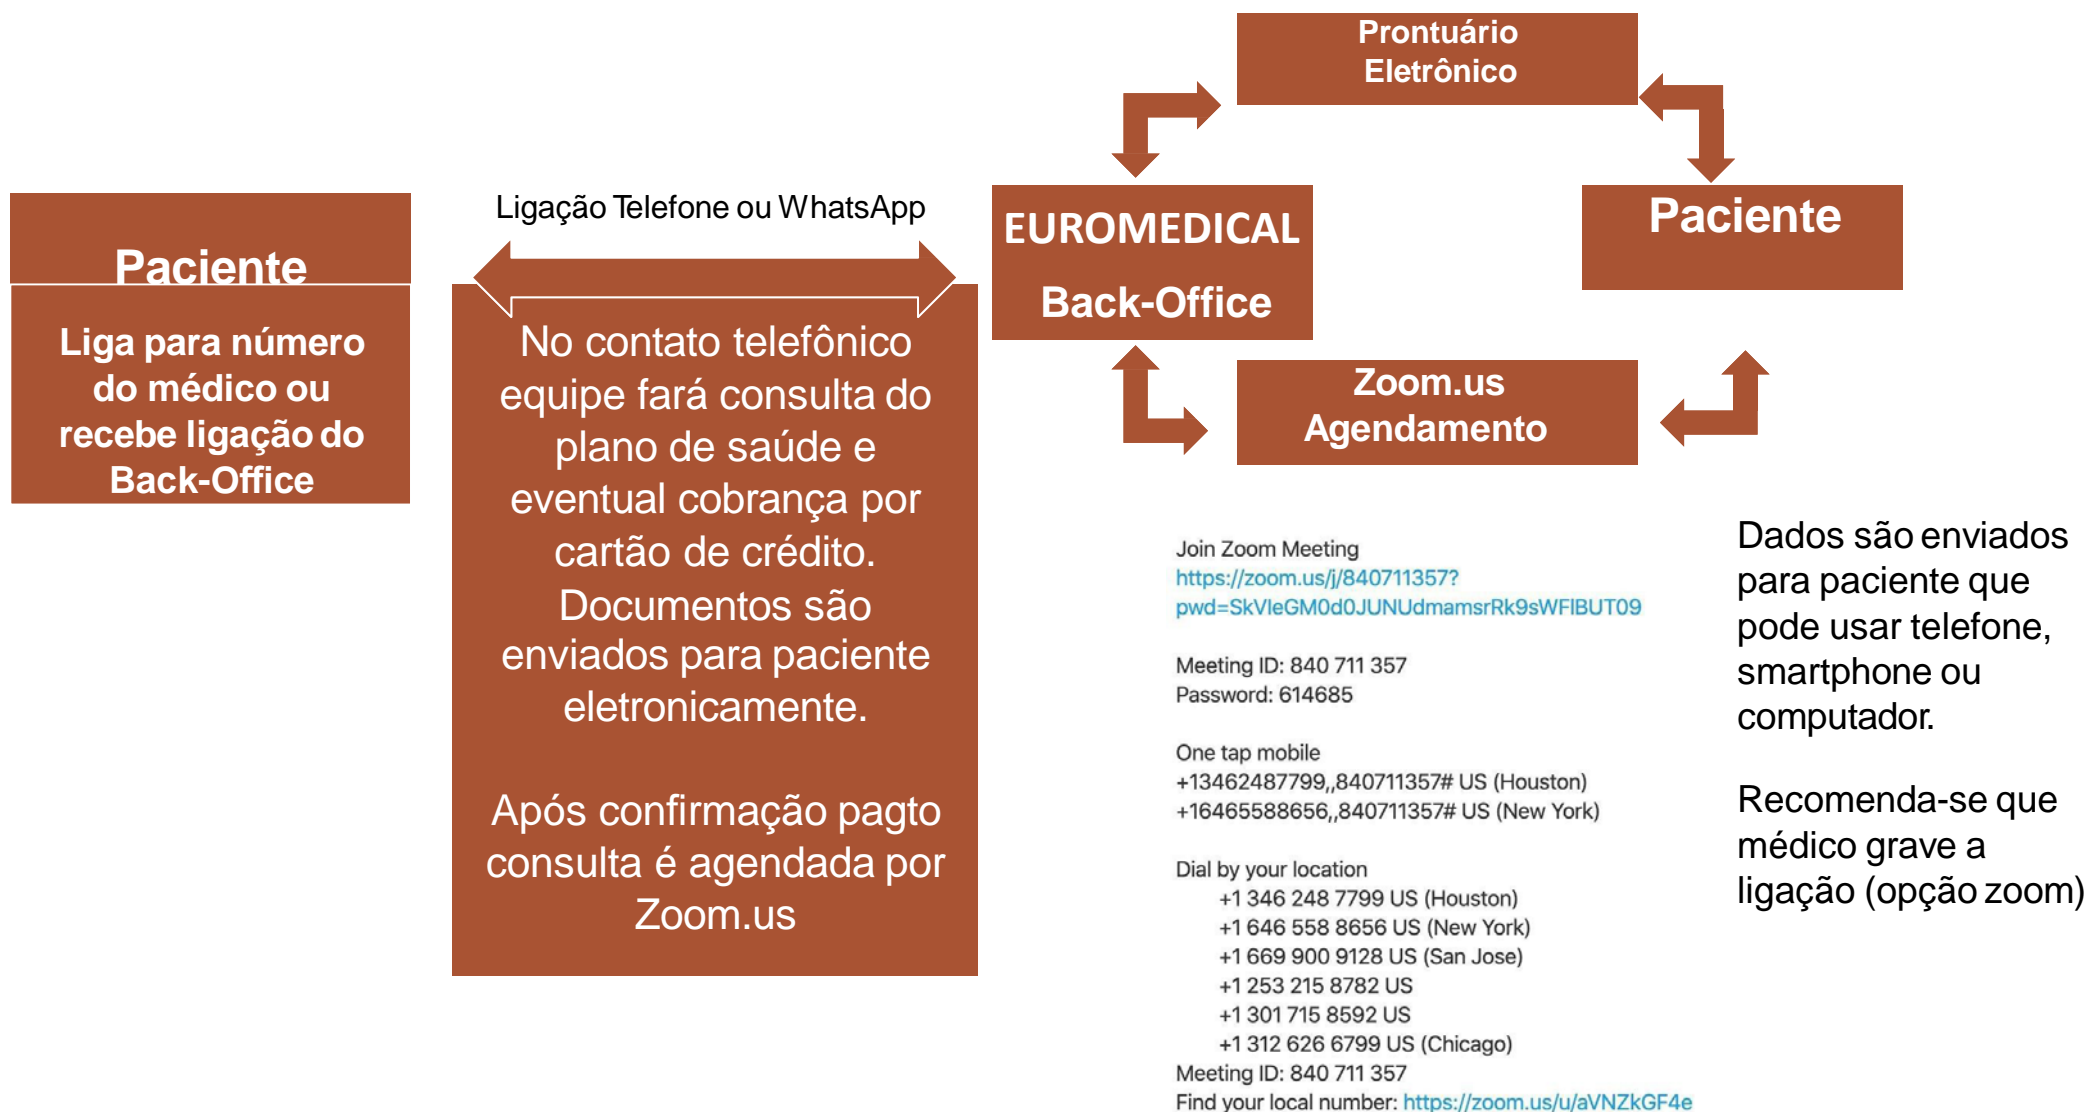 Prontuário
Eletrônico
Paciente
Liga para número
do médico ou
recebe ligação do
Back-Office
Ligação Telefone ou WhatsApp
No contato telefônico
equipe fará consulta do
plano de saúde e
eventual cobrança por
cartão de crédito.
Documentos são
enviados para paciente
eletronicamente.
Após confirmação pagto
consulta é agendada por
Zoom.us
EUROMEDICAL
Back-Office
Paciente
Zoom.us
Agendamento
Join Zoom Meeting
https://zoom.us/j/840711357?
pwd=SkVIeGM0d0JUNUdmamsrRk9sWFlBUT09
Meeting ID: 840 711 357
Password: 614685
One tap mobile
+13462487799,,840711357# US (Houston)
+16465588656,,840711357# US (New York)
Dial by your location
+1 346 248 7799 US (Houston)
+1 646 558 8656 US (New York)
+1 669 900 9128 US (San Jose)
+1 253 215 8782 US
+1 301 715 8592 US
+1 312 626 6799 US (Chicago)
Meeting ID: 840 711 357
Find your local number: https://zoom.us/u/aVNZkGF4e
Dados são enviados
para paciente que
pode usar telefone,
smartphone ou
computador.
Recomenda-se que
médico grave a
ligação (opção zoom)